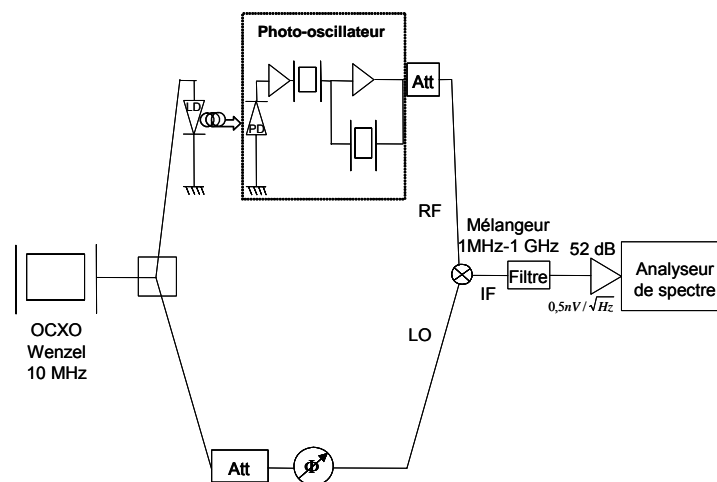 Photo-oscillateur
LD
PD
Att
RF
Mélangeur
1MHz-1 GHz
52 dB
Analyseur
de spectre
Filtre
IF
0,5nV/√Hz
OCXO
Wenzel
10 MHz
LO
Att
Φ